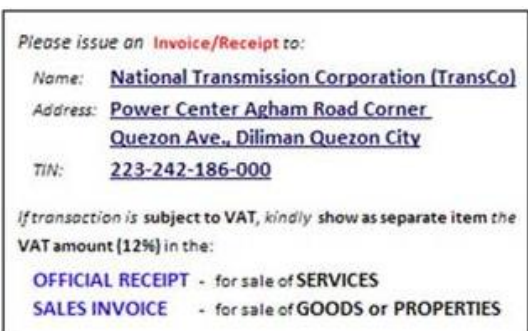 Please issue an Invoice/Receipt to:
Name: National Transmission Corporation (TransCo)
Address: Power Center Agham Road Corner
Quezon Ave., Diliman Quezon City
TIN: 223-242-186-000
If transaction is subject to VAT, kindly show as separate item the
VAT amount (12%) in the:
OFFICIAL RECEIPT - for sale of SERVICES
SALES INVOICE - for sale of GOODS or PROPERTIES